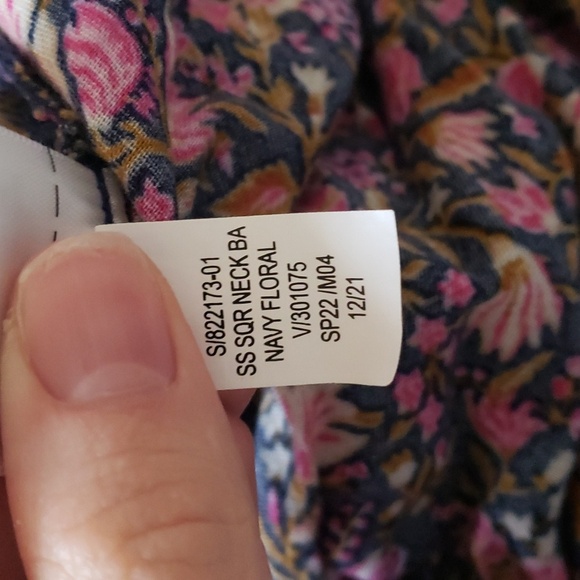 S/822173-01
SS SQR NECK BA
NAVY FLORAL
V/301075
SP22 /M04
12/21